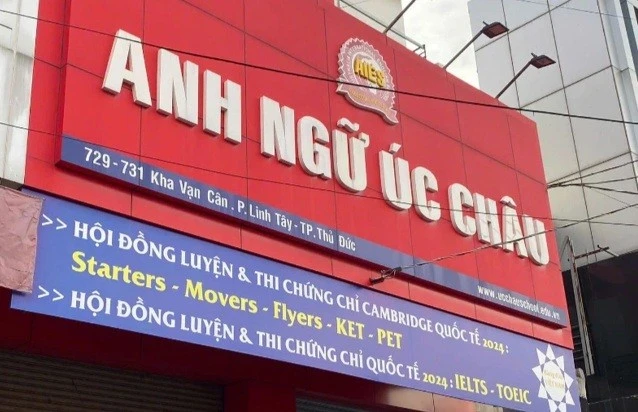 AIES
ANH NGỮ ÚC CHÂU
729-731 Kha Vạn Cân . P. Linh Tây - TP. Thủ Đức
www.ucchauschool.edu.vn
>> HỘI ĐỒNG LUYỆN & THI CHỨNG CHỈ CAMBRIDGE QUỐC TẾ 2024 :
Starters - Movers - Flyers - KET - PET
>> HỘI ĐỒNG LUYỆN & THI CHỨNG CHỈ QUỐC TẾ 2024 : IELTS - TOEIC